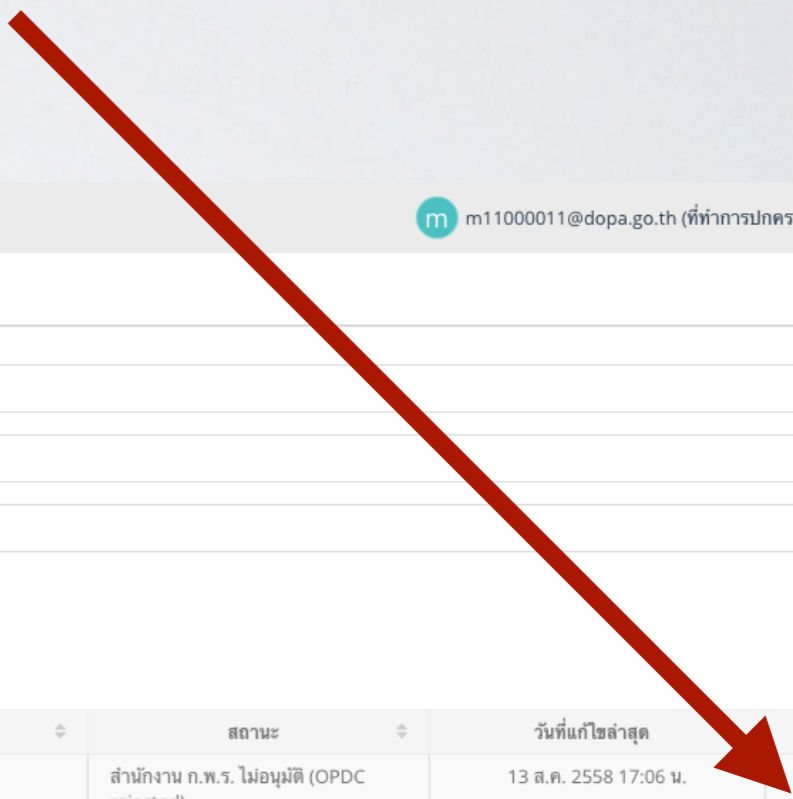 m
m11000011@dopa.go.th (ที่ทำการปกคร
สถานะ
วันที่แก้ไขล่าสุด
สำนักงาน ก.พ.ร. ไม่อนุมัติ (OPDC
13 ส.ค. 2558 17:06 น.